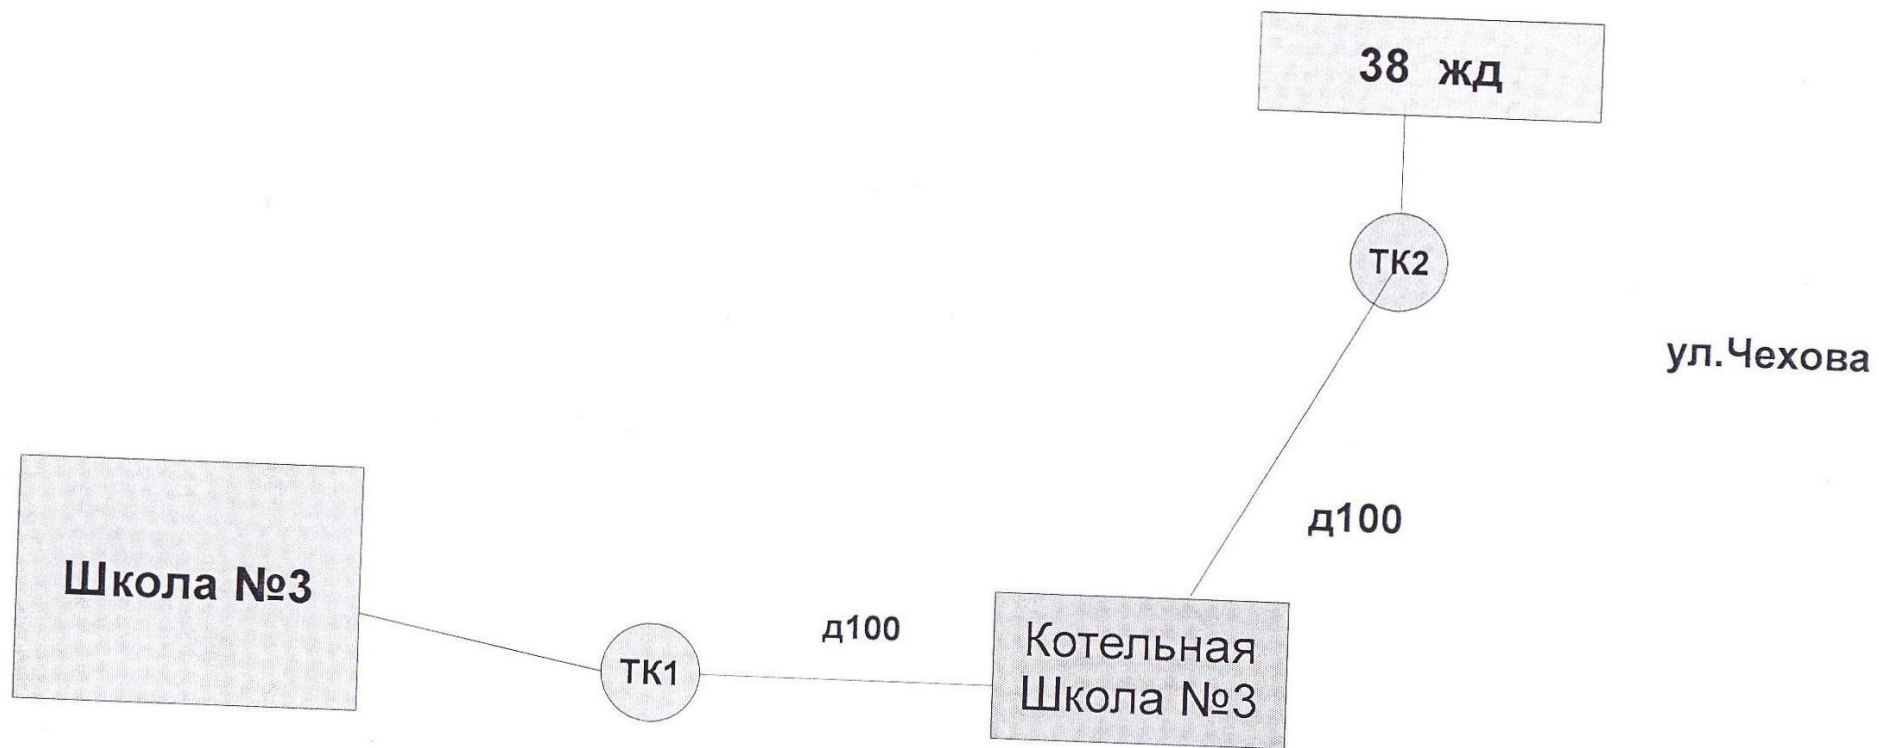 38 жд
ТК2
ул.Чехова
д100
Школа №3
д100
ТК1
Котельная
Школа №3